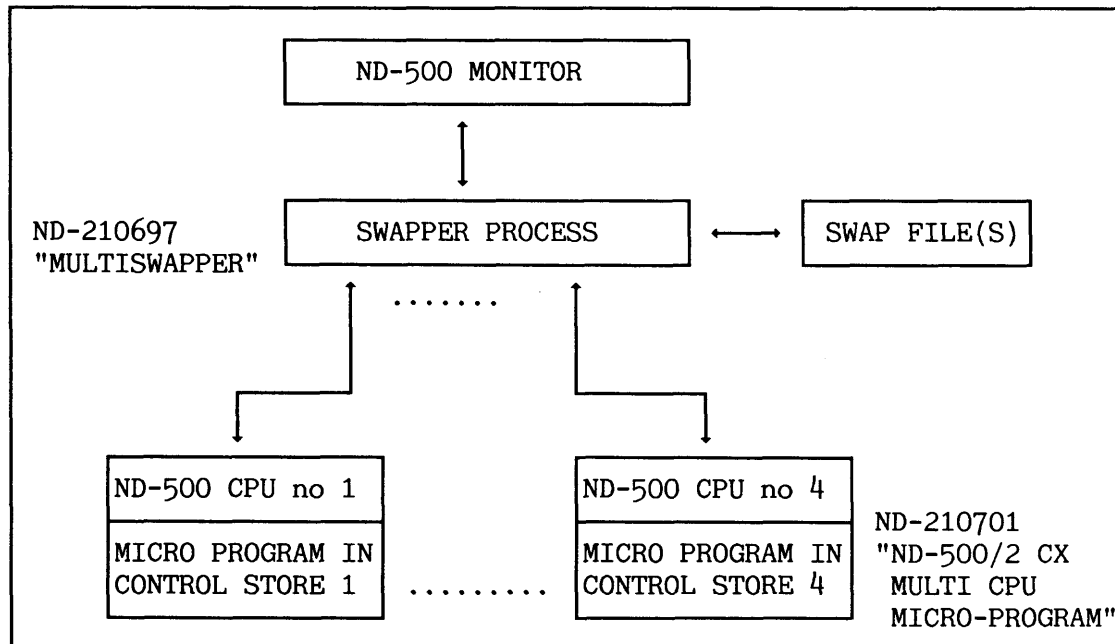 ND-500 MONITOR
ND-210697
"MULTISWAPPER"
SWAPPER PROCESS
SWAP FILE(S)
.......
ND-500 CPU no 1
MICRO PROGRAM IN
CONTROL STORE 1
.........
ND-500 CPU no 4
MICRO PROGRAM IN
CONTROL STORE 4
ND-210701
"ND-500/2 CX
MULTI CPU
MICRO-PROGRAM"